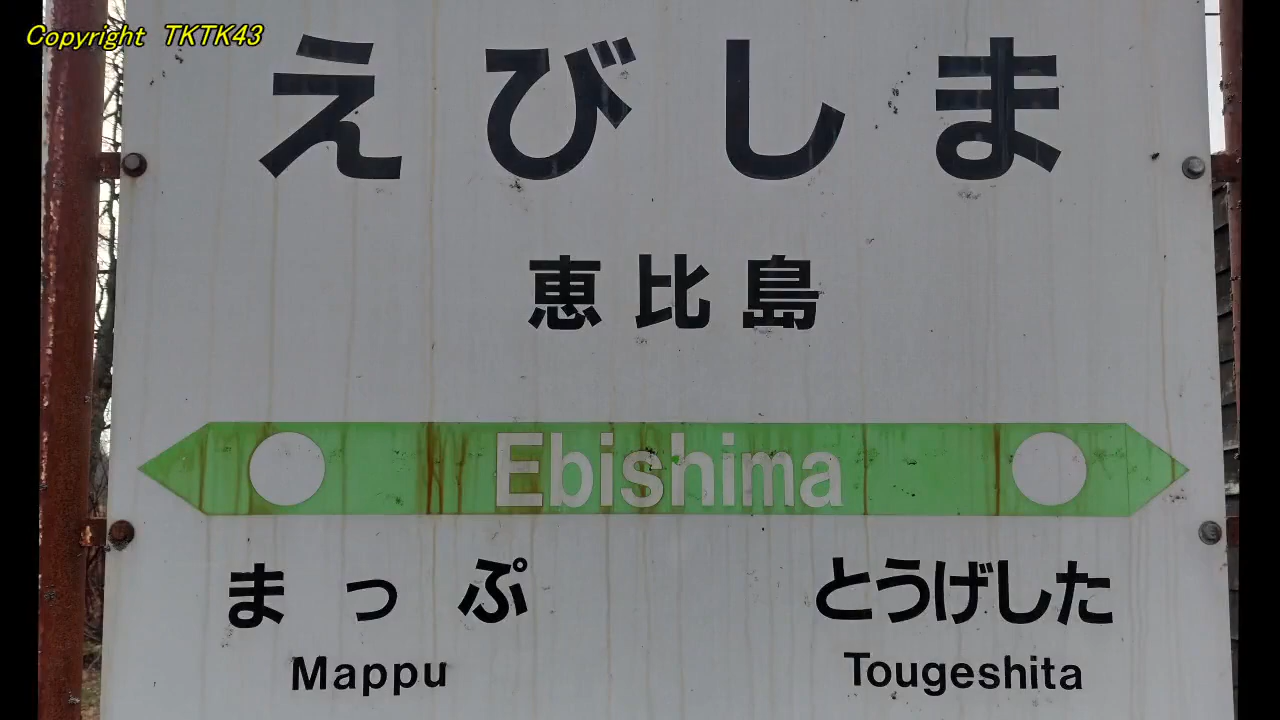 Copyright TKTK43
えびしま
恵比島
Ebishima
まっぷ とうげした
Mappu Tougeshita